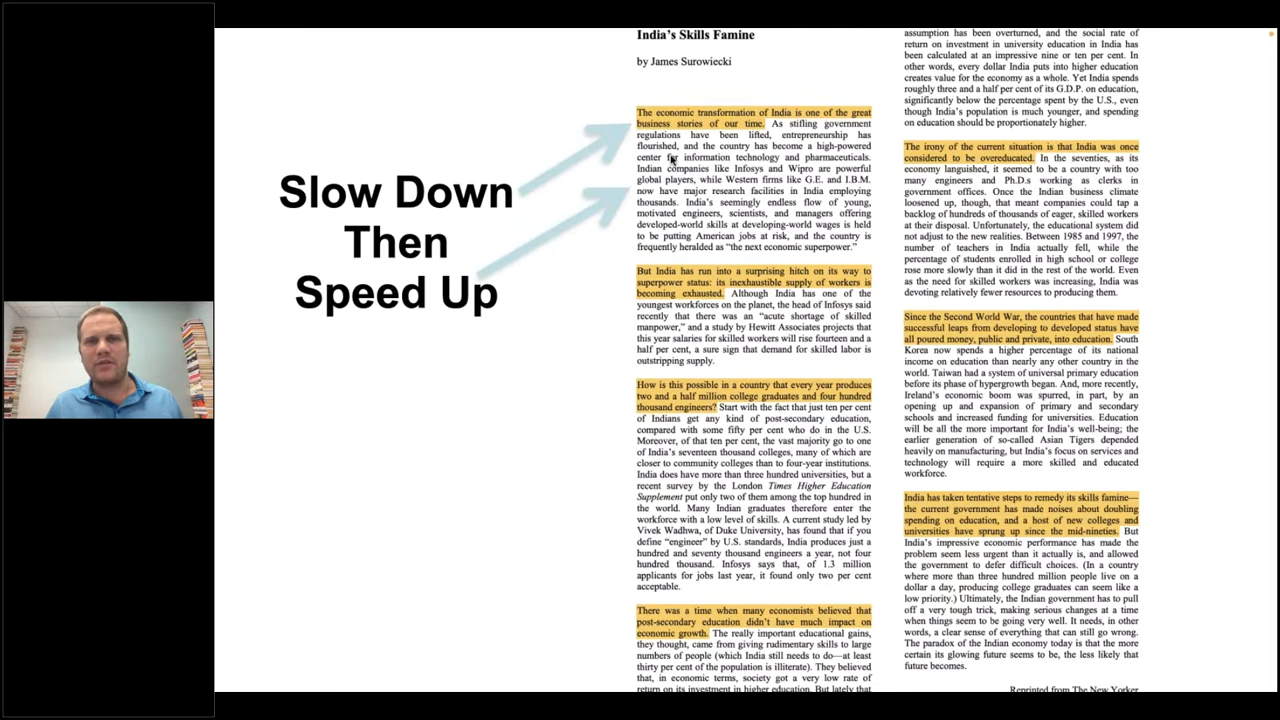 Slow Down
Then
Speed Up
India's Skills Famine
by James Surowiecki
The economic transformation of India is one of the great
business stories of our time. As stifling government
regulations have been lifted, entrepreneurship has
flourished, and the country has become a high-powered
center for information technology and pharmaceuticals.
Indian companies like Infosys and Wipro are powerful
global players, while Western firms like G.E. and I.B.M.
now have major research facilities in India employing
thousands. India's seemingly endless flow of young,
motivated engineers, scientists, and managers offering
developed-world skills at developing-world wages is held
to be putting American jobs at risk, and the country is
frequently heralded as “the next economic superpower.”
But India has run into a surprising hitch on its way to
superpower status: its inexhaustible supply of workers is
becoming exhausted. Although India has one of the
youngest workforces on the planet, the head of Infosys said
recently that there was an “acute shortage of skilled
manpower,” and a study by Hewitt Associates projects that
this year salaries for skilled workers will rise fourteen and a
half per cent, a sure sign that demand for skilled labor is
outstripping supply.
How is this possible in a country that every year produces
two and a half million college graduates and four hundred
thousand engineers? Start with the fact that just ten per cent
of Indians get any kind of post-secondary education,
compared with some fifty per cent who do in the U.S.
Moreover, of that ten per cent, the vast majority go to one
of India's seventeen thousand colleges, many of which are
closer to community colleges than to four-year institutions.
India does have more than three hundred universities, but a
recent survey by the London Times Higher Education
Supplement put only two of them among the top hundred in
the world. Many Indian graduates therefore enter the
workforce with a low level of skills. A current study led by
Vivek Wadhwa, of Duke University, has found that if you
define “engineer” by U.S. standards, India produces just a
hundred and seventy thousand engineers a year, not four
hundred thousand. Infosys says that, of 1.3 million
applicants for jobs last year, it found only two per cent
acceptable.
There was a time when many economists believed that
post-secondary education didn't have much impact on
economic growth. The really important educational gains,
they thought, came from giving rudimentary skills to large
numbers of people (which India still needs to do—at least
thirty per cent of the population is illiterate). They believed
that, in economic terms, society got a very low rate of
return on its investment in higher education. But lately that
assumption has been overturned, and the social rate of
return on investment in university education in India has
been calculated at an impressive nine or ten per cent. In
other words, every dollar India puts into higher education
creates value for the economy as a whole. Yet India spends
roughly three and a half per cent of its G.D.P. on education,
significantly below the percentage spent by the U.S., even
though India's population is much younger, and spending
on education should be proportionately higher.
The irony of the current situation is that India was once
considered to be overeducated. In the seventies, as its
economy languished, it seemed to be a country with too
many engineers and Ph.D.s working as clerks in
government offices. Once the Indian business climate
loosened up, though, that meant companies could tap a
backlog of hundreds of thousands of eager, skilled workers
at their disposal. Unfortunately, the educational system did
not adjust to the new realities. Between 1985 and 1997, the
number of teachers in India actually fell, while the
percentage of students enrolled in high school or college
rose more slowly than it did in the rest of the world. Even
as the need for skilled workers was increasing, India was
devoting relatively fewer resources to producing them.
Since the Second World War, the countries that have made
successful leaps from developing to developed status have
all poured money, public and private, into education. South
Korea now spends a higher percentage of its national
income on education than nearly any other country in the
world. Taiwan had a system of universal primary education
before its phase of hypergrowth began. And, more recently,
Ireland's economic boom was spurred, in part, by an
opening up and expansion of primary and secondary
schools and increased funding for universities. Education
will be all the more important for India's well-being; the
earlier generation of so-called Asian Tigers depended
heavily on manufacturing, but India's focus on services and
technology will require a more skilled and educated
workforce.
India has taken tentative steps to remedy its skills famine—
the current government has made noises about doubling
spending on education, and a host of new colleges and
universities have sprung up since the mid-nineties. But
India's impressive economic performance has made the
problem seem less urgent than it actually is, and allowed
the government to defer difficult choices. (In a country
where more than three hundred million people live on a
dollar a day, producing college graduates can seem like a
low priority.) Ultimately, the Indian government has to pull
off a very tough trick, making serious changes at a time
when things seem to be going very well. It needs, in other
words, a clear sense of everything that can still go wrong.
The paradox of the Indian economy today is that the more
certain its glowing future seems to be, the less likely that
future becomes.
Reprinted from The New Yorker